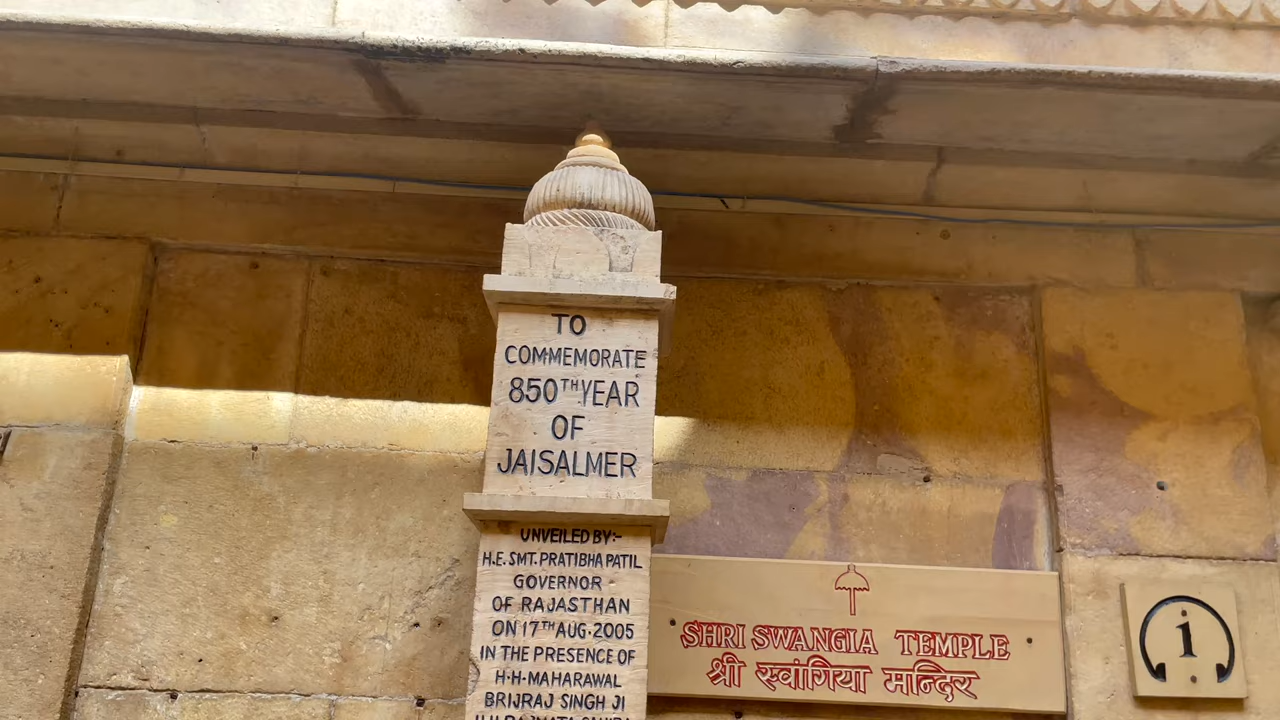 TO
COMMEMORATE
850TH YEAR
OF
JAISALMER
UNVEILED BY:-
H.E. SMT. PRATIBHA PATIL
GOVERNOR
OF RAJASTHAN
ON 17TH AUG. 2005
IN THE PRESENCE OF
H·H·MAHARAWAL
BRIJRAJ SINGH JI
SHRI SWANGIA TEMPLE
श्री स्वांगिया मन्दिर
1